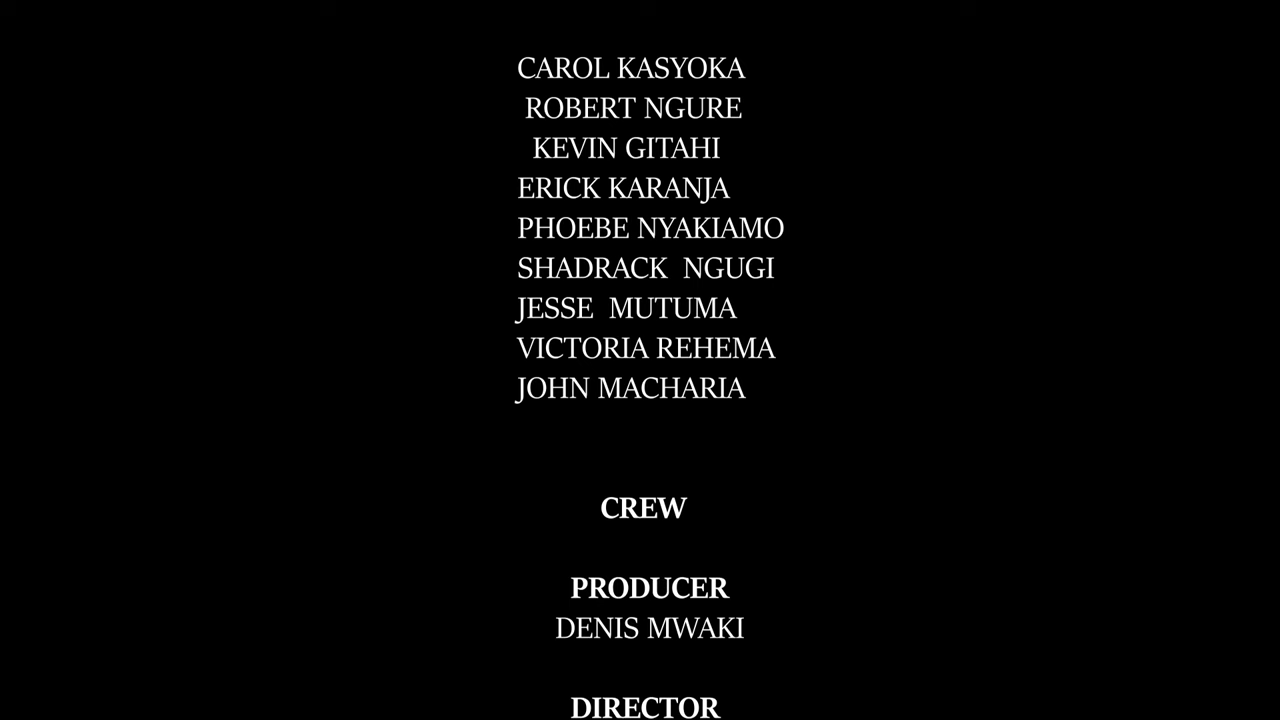 CAROL KASYOKA
ROBERT NGURE
KEVIN GITAHI
ERICK KARANJA
PHOEBE NYAKIAMO
SHADRACK  NGUGI
JESSE  MUTUMA
VICTORIA REHEMA
JOHN MACHARIA
CREW
PRODUCER
DENIS MWAKI
DIRECTOR